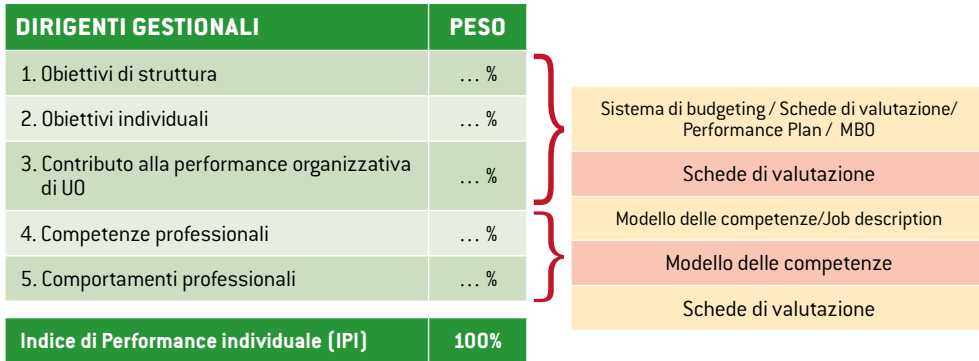 DIRIGENTI GESTIONALI PESO
1. Obiettivi di struttura … %
2. Obiettivi individuali … %
3. Contributo alla performance organizzativa
di UO … %
4. Competenze professionali … %
5. Comportamenti professionali … %
Indice di Performance individuale (IPI) 100%
Sistema di budgeting / Schede di valutazione/
Performance Plan / MBO
Schede di valutazione
Modello delle competenze/Job description
Modello delle competenze
Schede di valutazione